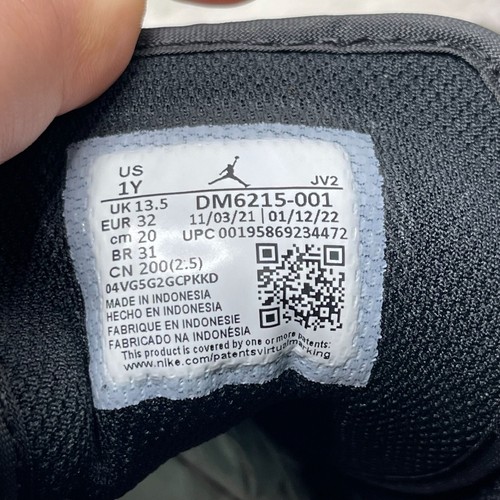 US
1Y
JV2
UK 13.5 DM6215-001
EUR 32 11/03/21 | 01/12/22
cm 20 UPC 00195869234472
BR 31
CN 200(2.5)
04VG5G2GCPKKD
MADE IN INDONESIA
HECHO EN INDONESIA
FABRIQUE EN INDONESIE
FABRICADO NA INDONÉSIA
This product is covered by one or more patents:
www.nike.com/patentsvirtualmarking